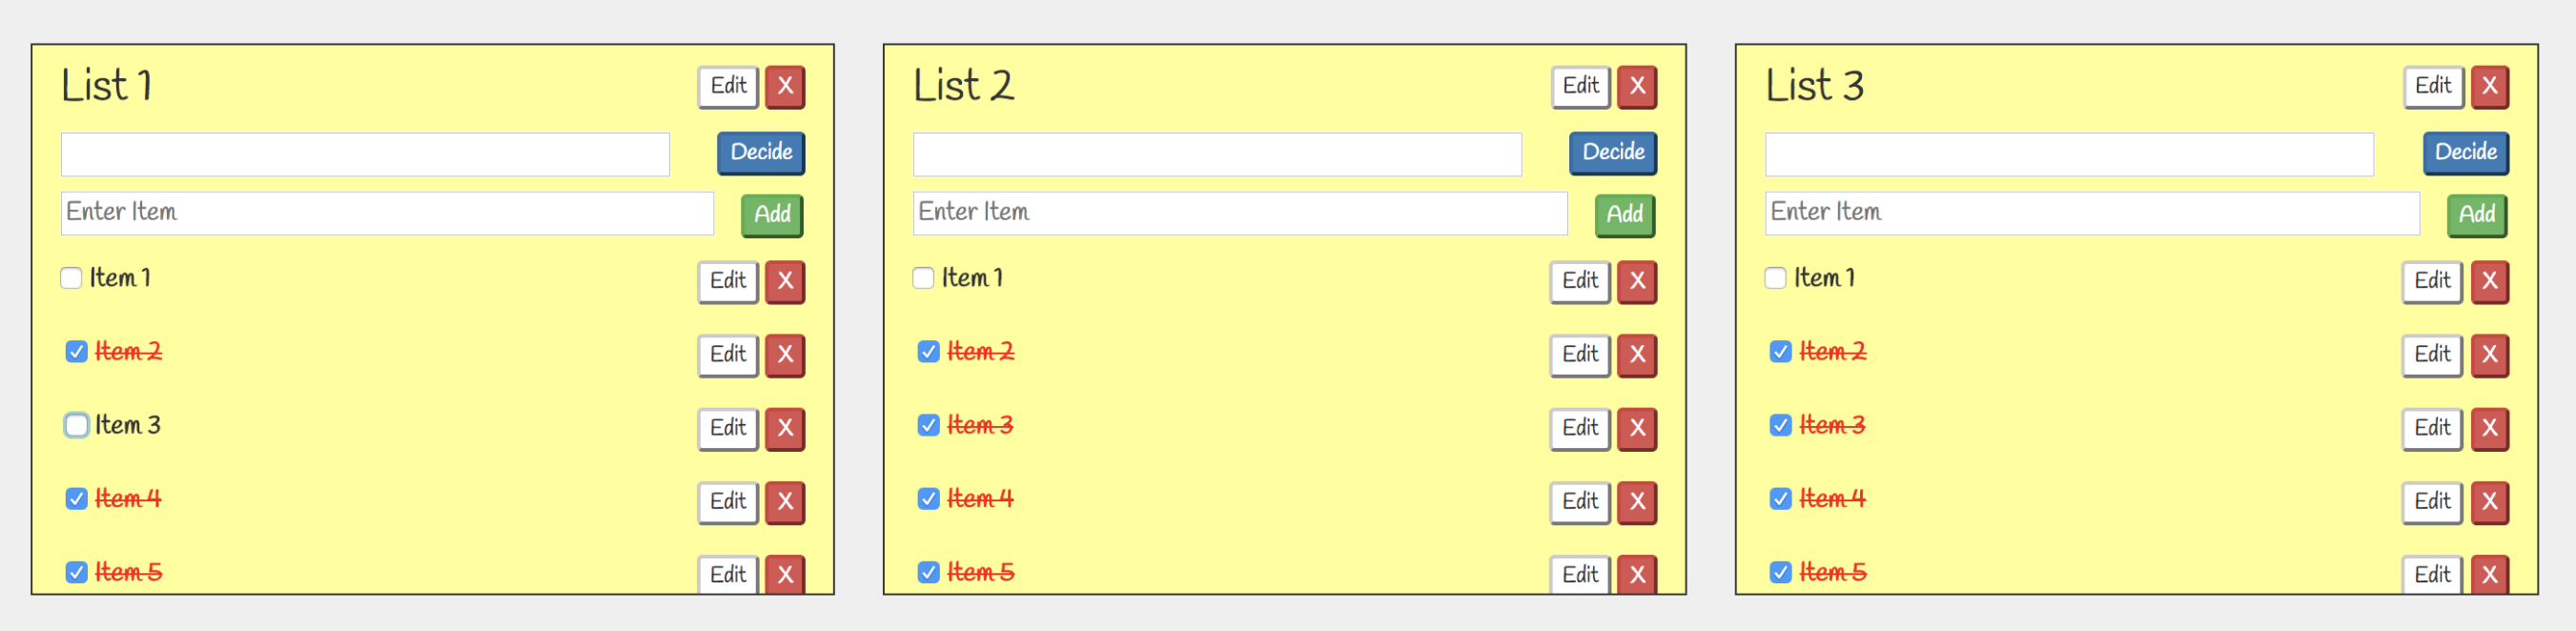 List 1 Edit X
Decide
Enter Item Add
Item 1 Edit X
Item 2 Edit X
Item 3 Edit X
Item 4 Edit X
Item 5 Edit X
List 2 Edit X
Decide
Enter Item Add
Item 1 Edit X
Item 2 Edit X
Item 3 Edit X
Item 4 Edit X
Item 5 Edit X
List 3 Edit X
Decide
Enter Item Add
Item 1 Edit X
Item 2 Edit X
Item 3 Edit X
Item 4 Edit X
Item 5 Edit X